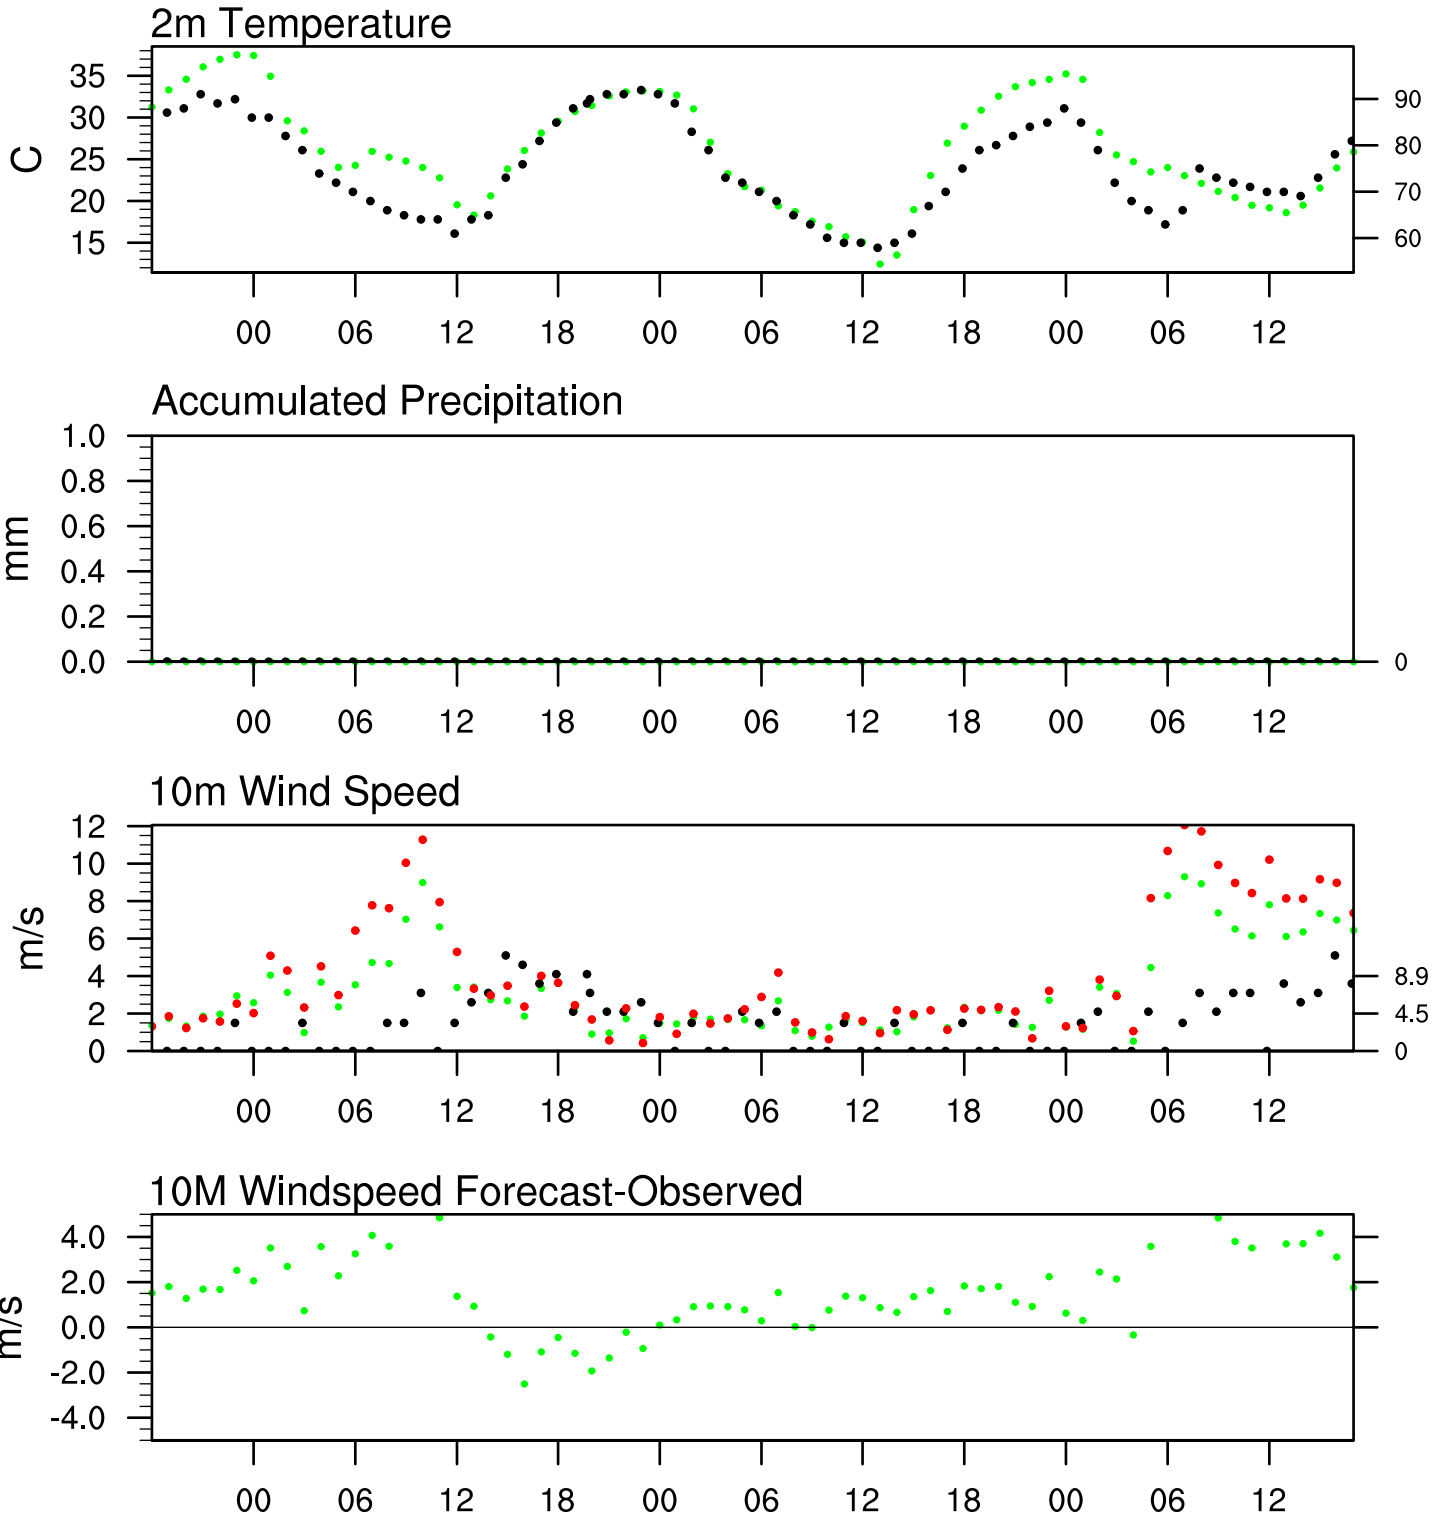 2m Temperature
35
30
25
20
15
C
90
80
70
60
00 06 12 18 00 06 12 18 00 06 12
Accumulated Precipitation
1.0
0.8
0.6
0.4
0.2
0.0
mm
0
00 06 12 18 00 06 12 18 00 06 12
10m Wind Speed
12
10
8
6
4
2
0
m/s
8.9
4.5
0
00 06 12 18 00 06 12 18 00 06 12
10M Windspeed Forecast-Observed
4.0
2.0
0.0
-2.0
-4.0
m/s
00 06 12 18 00 06 12 18 00 06 12